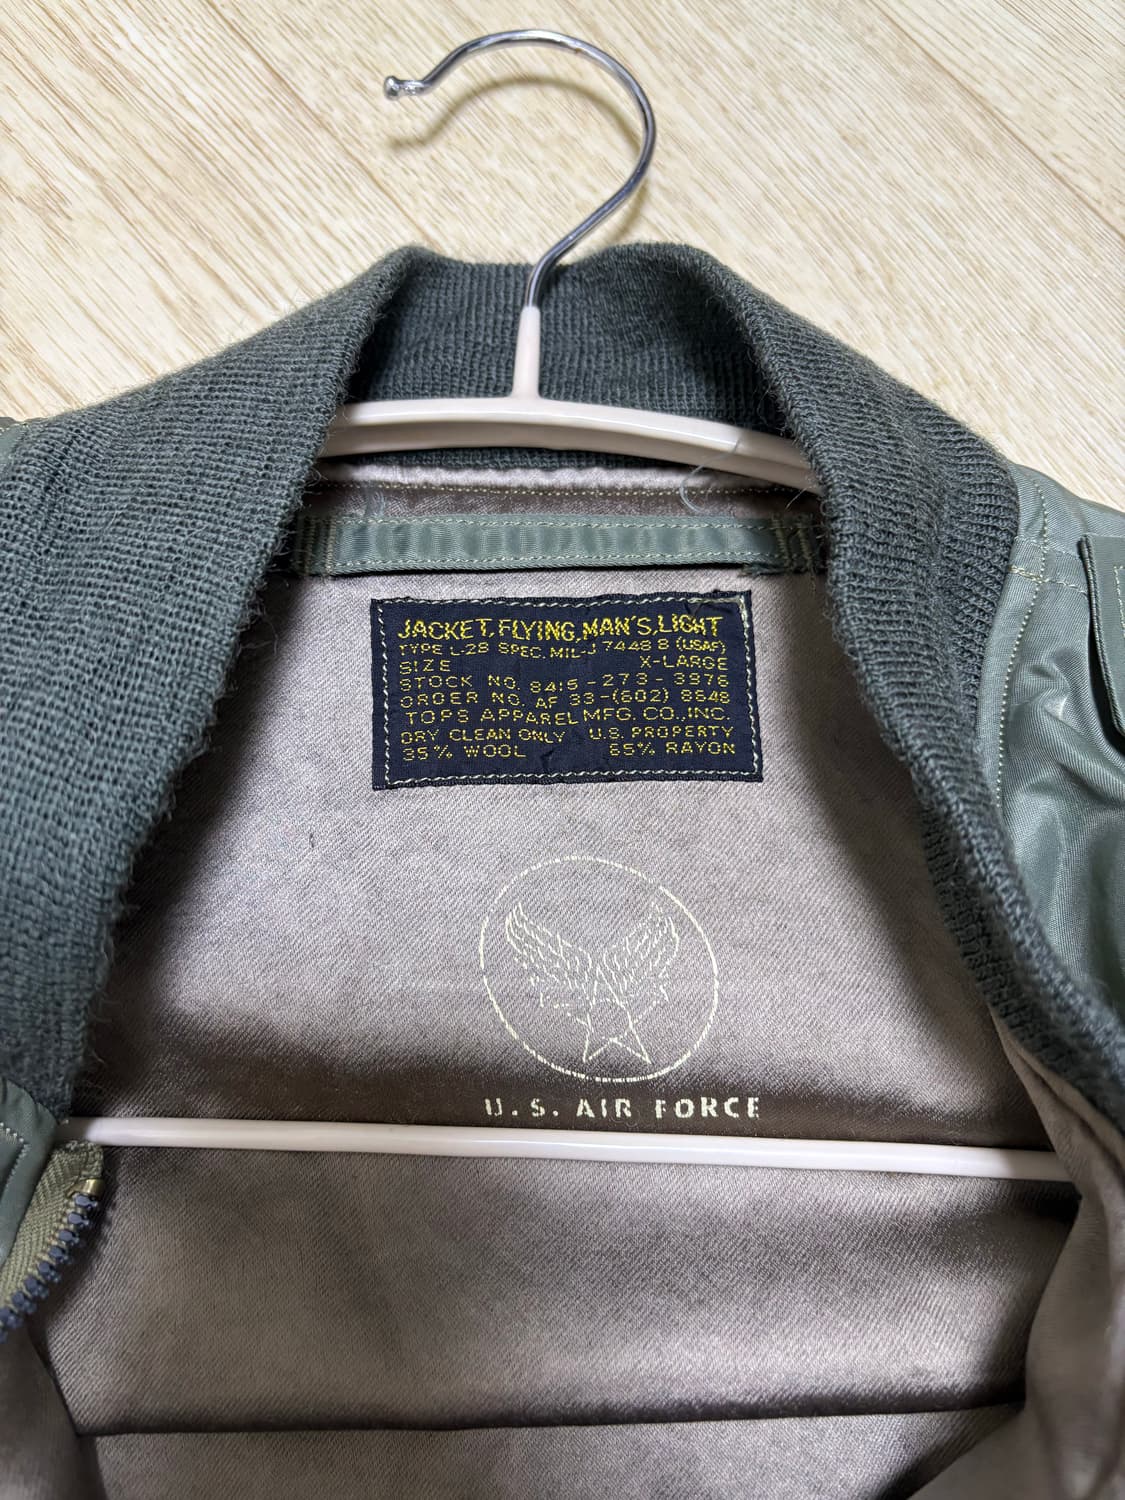 JACKET, FLYING, MAN'S, LIGHT
TYPE L-2B SPEC. MIL-J 7448 B (USAF)
SIZE X-LARGE
STOCK NO. 8415-273-3976
ORDER NO. AF 33-(602) 8648
TOPS APPAREL MFG. CO., INC.
DRY CLEAN ONLY U.S. PROPERTY
35% WOOL 65% RAYON
U.S. AIR FORCE